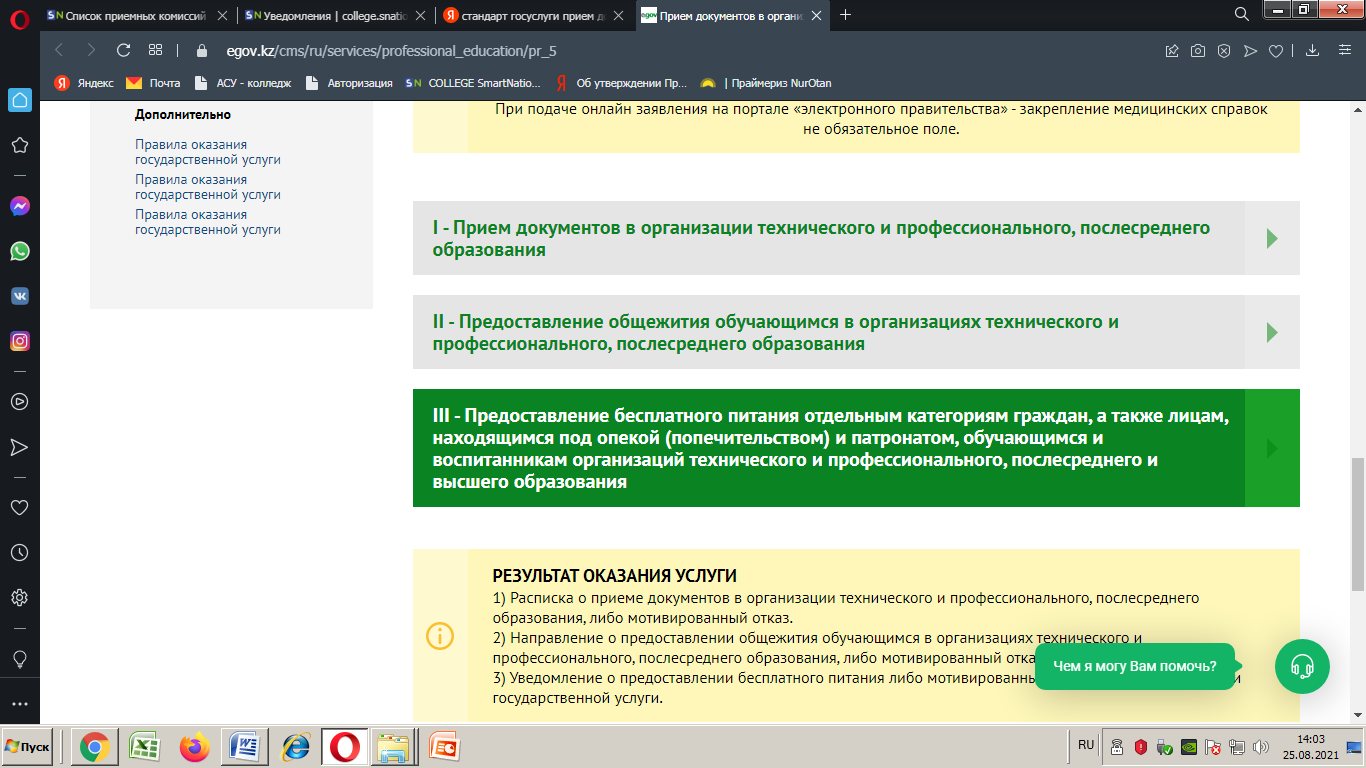 Список приемных комиссий
Уведомления | college.snatio
стандарт госуслуги прием до
Прием документов в органи
egov.kz/cms/ru/services/professional_education/pr_5
Яндекс
Почта
АСУ - колледж
Авторизация
COLLEGE SmartNatio...
Об утверждении Пр...
| Праймериз NurOtan
Дополнительно
Правила оказания
государственной услуги
Правила оказания
государственной услуги
Правила оказания
государственной услуги
При подаче онлайн заявления на портале «электронного правительства» - закрепление медицинских справок
не обязательное поле.
I - Прием документов в организации технического и профессионального, послесреднего
образования
II - Предоставление общежития обучающимся в организациях технического и
профессионального, послесреднего образования
III - Предоставление бесплатного питания отдельным категориям граждан, а также лицам,
находящимся под опекой (попечительством) и патронатом, обучающимся и
воспитанникам организаций технического и профессионального, послесреднего и
высшего образования
РЕЗУЛЬТАТ ОКАЗАНИЯ УСЛУГИ
1) Расписка о приеме документов в организации технического и профессионального, послесреднего
образования, либо мотивированный отказ.
2) Направление о предоставлении общежития обучающимся в организациях технического и
профессионального, послесреднего образования, либо мотивированный отка
3) Уведомление о предоставлении бесплатного питания либо мотивированны и
государственной услуги.
Чем я могу Вам помочь?
Пуск
RU
14:03
25.08.2021